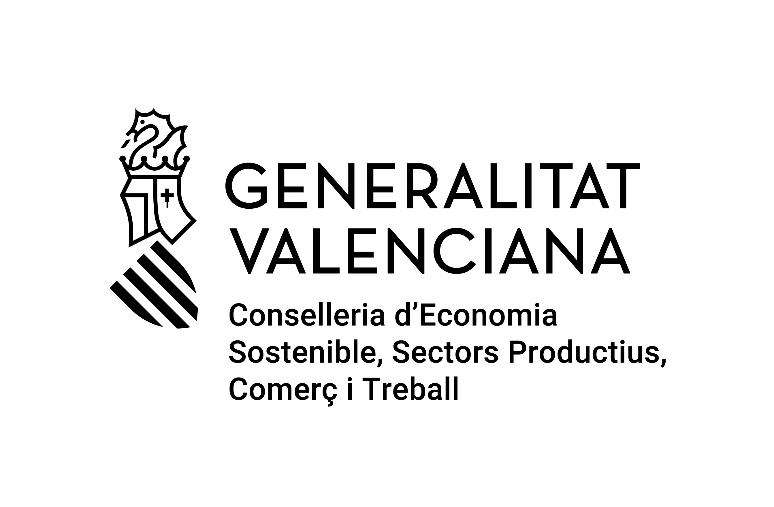 GENERALITAT
VALENCIANA
Conselleria d’Economia
Sostenible, Sectors Productius,
Comerç i Treball